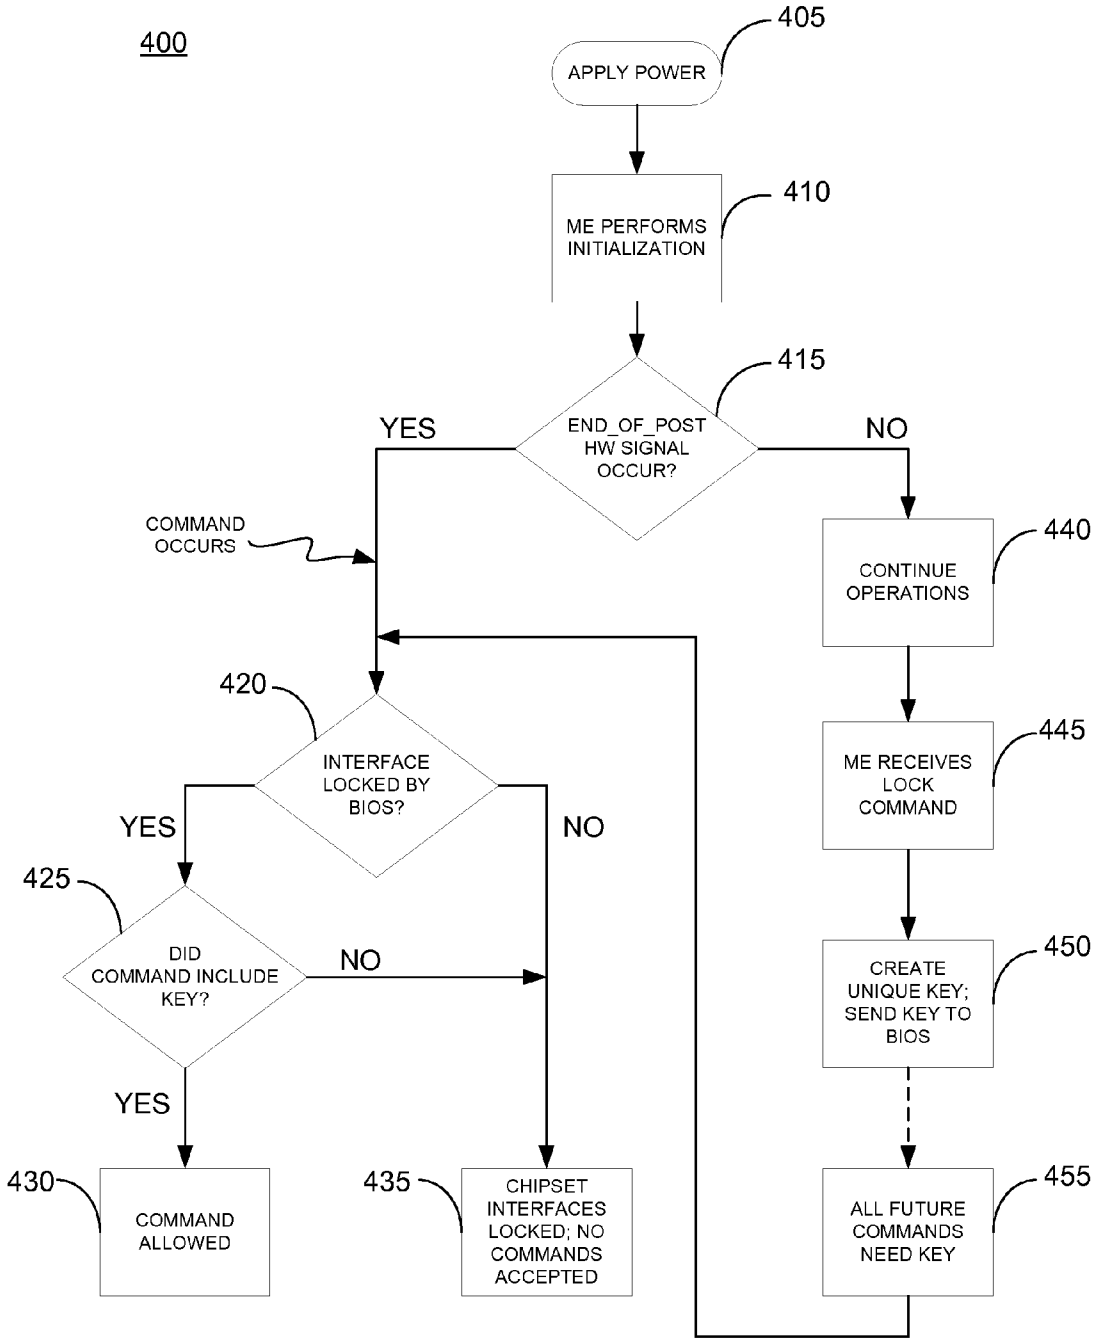 400
405
APPLY POWER
410
ME PERFORMS
INITIALIZATION
415
END_OF_POST
HW SIGNAL
OCCUR?
YES
NO
COMMAND
OCCURS
440
CONTINUE
OPERATIONS
420
INTERFACE
LOCKED BY
BIOS?
YES
NO
445
ME RECEIVES
LOCK
COMMAND
425
DID
COMMAND INCLUDE
KEY?
NO
YES
450
CREATE
UNIQUE KEY;
SEND KEY TO
BIOS
430
COMMAND
ALLOWED
435
CHIPSET
INTERFACES
LOCKED; NO
COMMANDS
ACCEPTED
455
ALL FUTURE
COMMANDS
NEED KEY